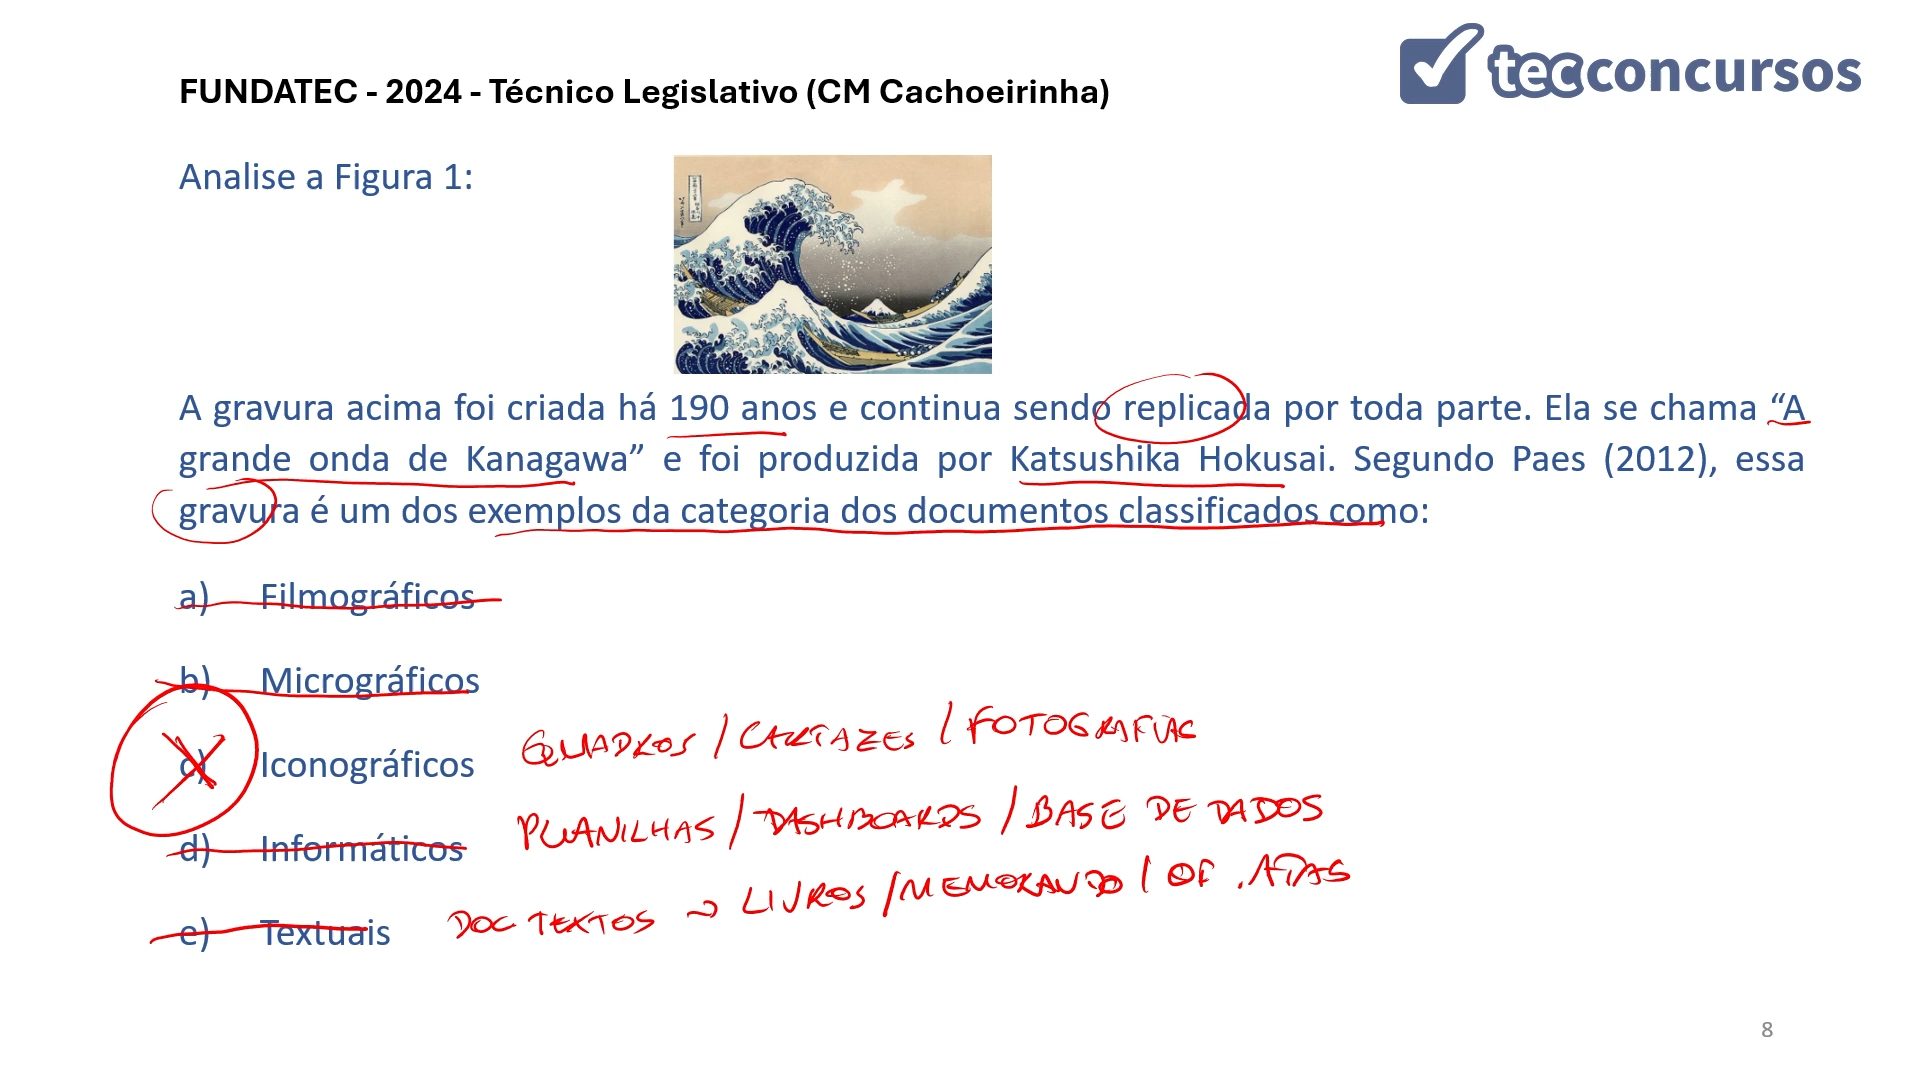 tecconcursos
FUNDATEC - 2024 - Técnico Legislativo (CM Cachoeirinha)
Analise a Figura 1:
A gravura acima foi criada há 190 anos e continua sendo replicada por toda parte. Ela se chama “A
grande onda de Kanagawa” e foi produzida por Katsushika Hokusai. Segundo Paes (2012), essa
gravura é um dos exemplos da categoria dos documentos classificados como:
a) Filmográficos
b) Micrográficos
c) Iconográficos QUADROS / CARTAZES / FOTOGRAFIAS
d) Informáticos PLANILHAS / DASHBOARDS / BASE DE DADOS
e) Textuais DOC TEXTOS → LIVROS / MEMORANDO / OF. ATAS
8